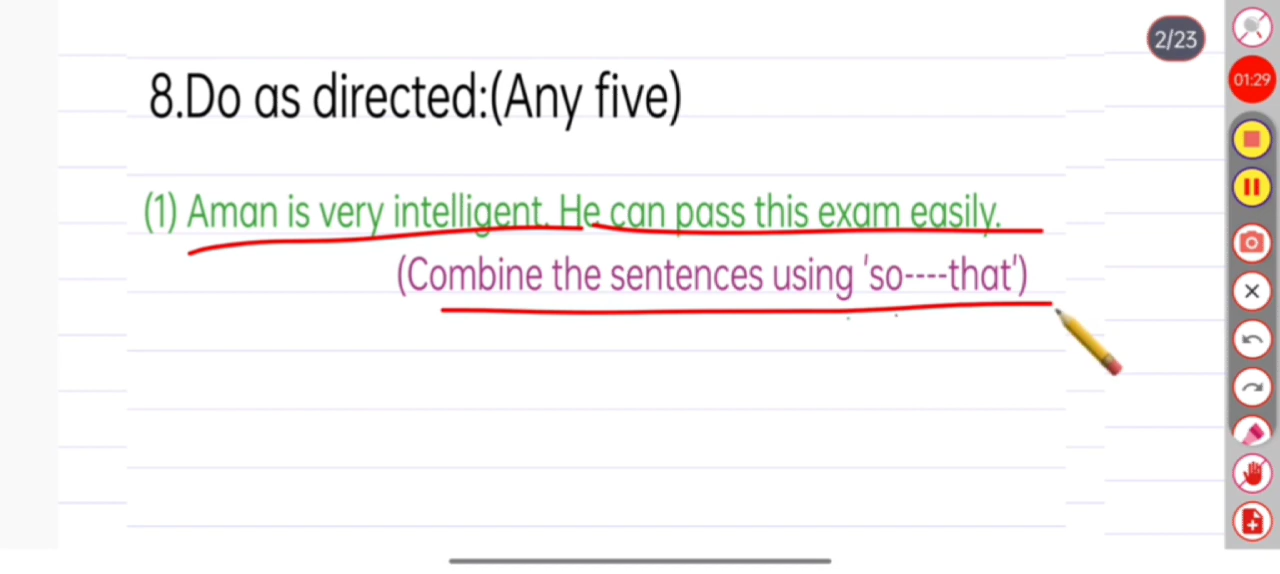 2/23
01:29
8.Do as directed:(Any five)
(1) Aman is very intelligent. He can pass this exam easily.
(Combine the sentences using 'so----that')